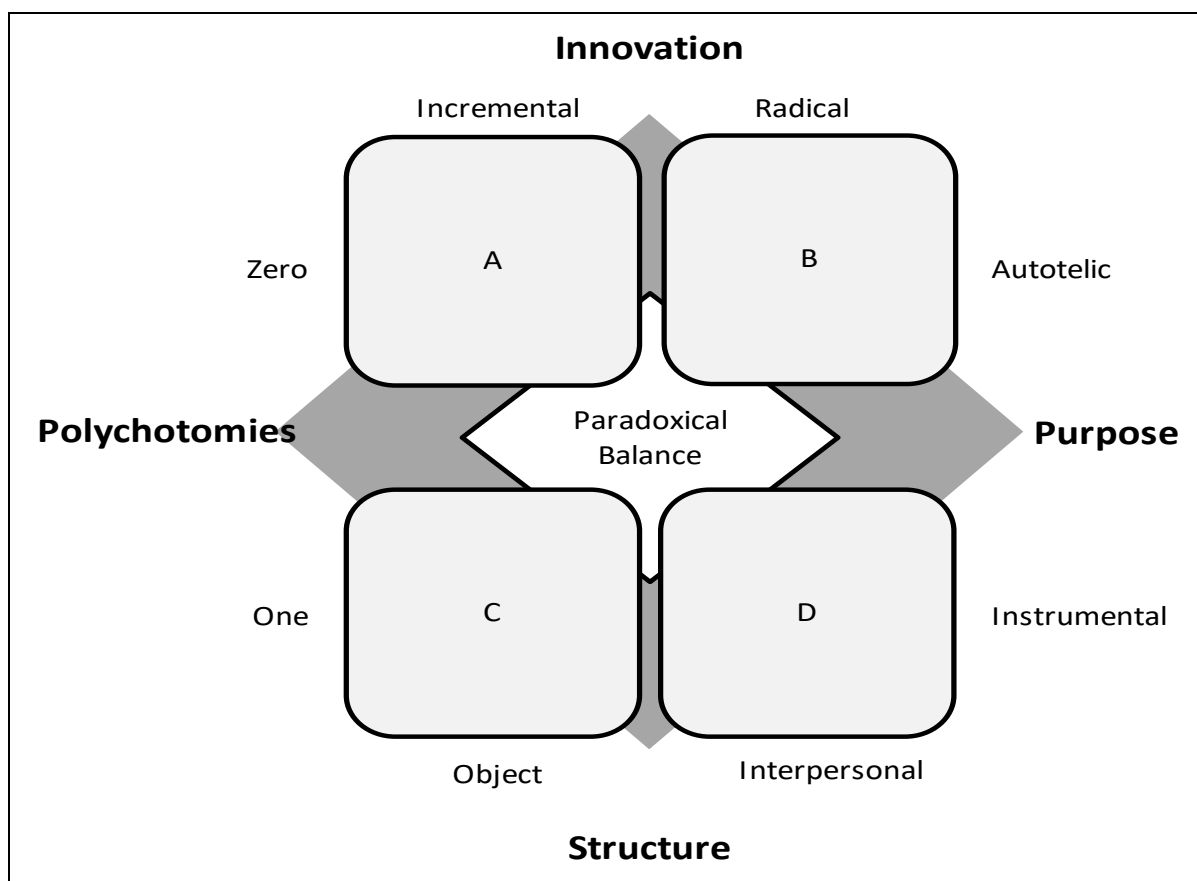 Innovation
Incremental
Radical
A
B
Zero
Autotelic
Polychotomies
Paradoxical
Balance
Purpose
C
D
One
Instrumental
Object
Interpersonal
Structure